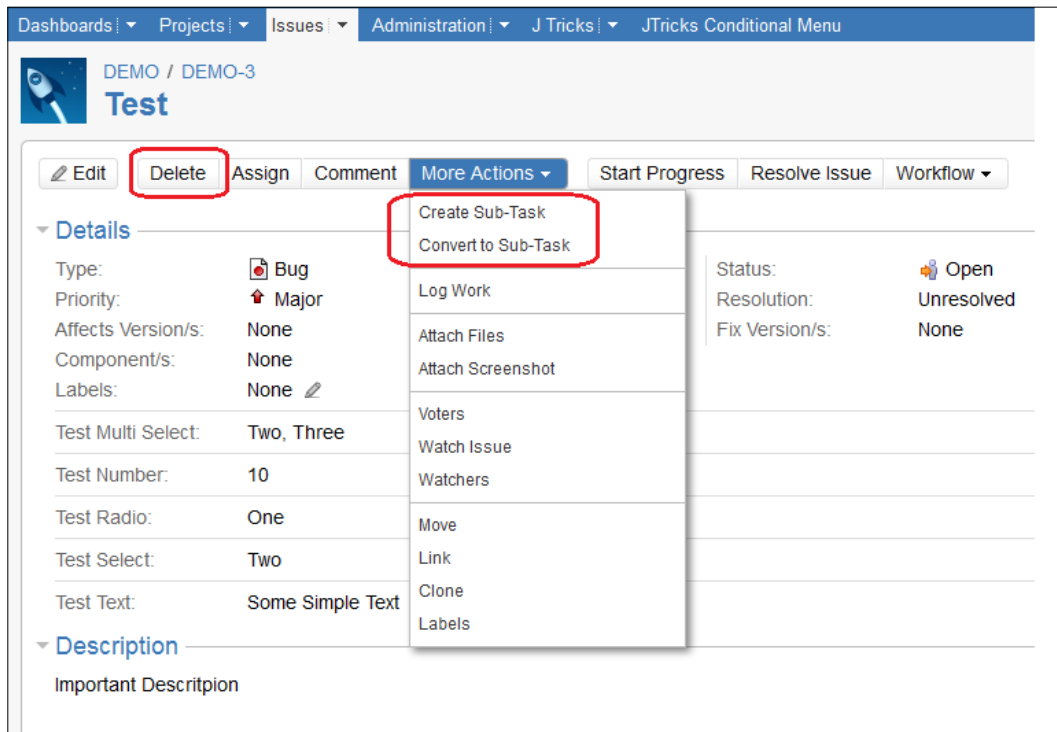 Dashboards Projects Issues Administration J Tricks JTricks Conditional Menu
DEMO / DEMO-3
Test
Edit Delete Assign Comment More Actions Start Progress Resolve Issue Workflow
Create Sub-Task
Convert to Sub-Task
Log Work
Attach Files
Attach Screenshot
Voters
Watch Issue
Watchers
Move
Link
Clone
Labels
Details
Type: Bug
Priority: Major
Affects Version/s: None
Component/s: None
Labels: None
Status: Open
Resolution: Unresolved
Fix Version/s: None
Test Multi Select: Two, Three
Test Number: 10
Test Radio: One
Test Select: Two
Test Text: Some Simple Text
Description
Important Descritpion